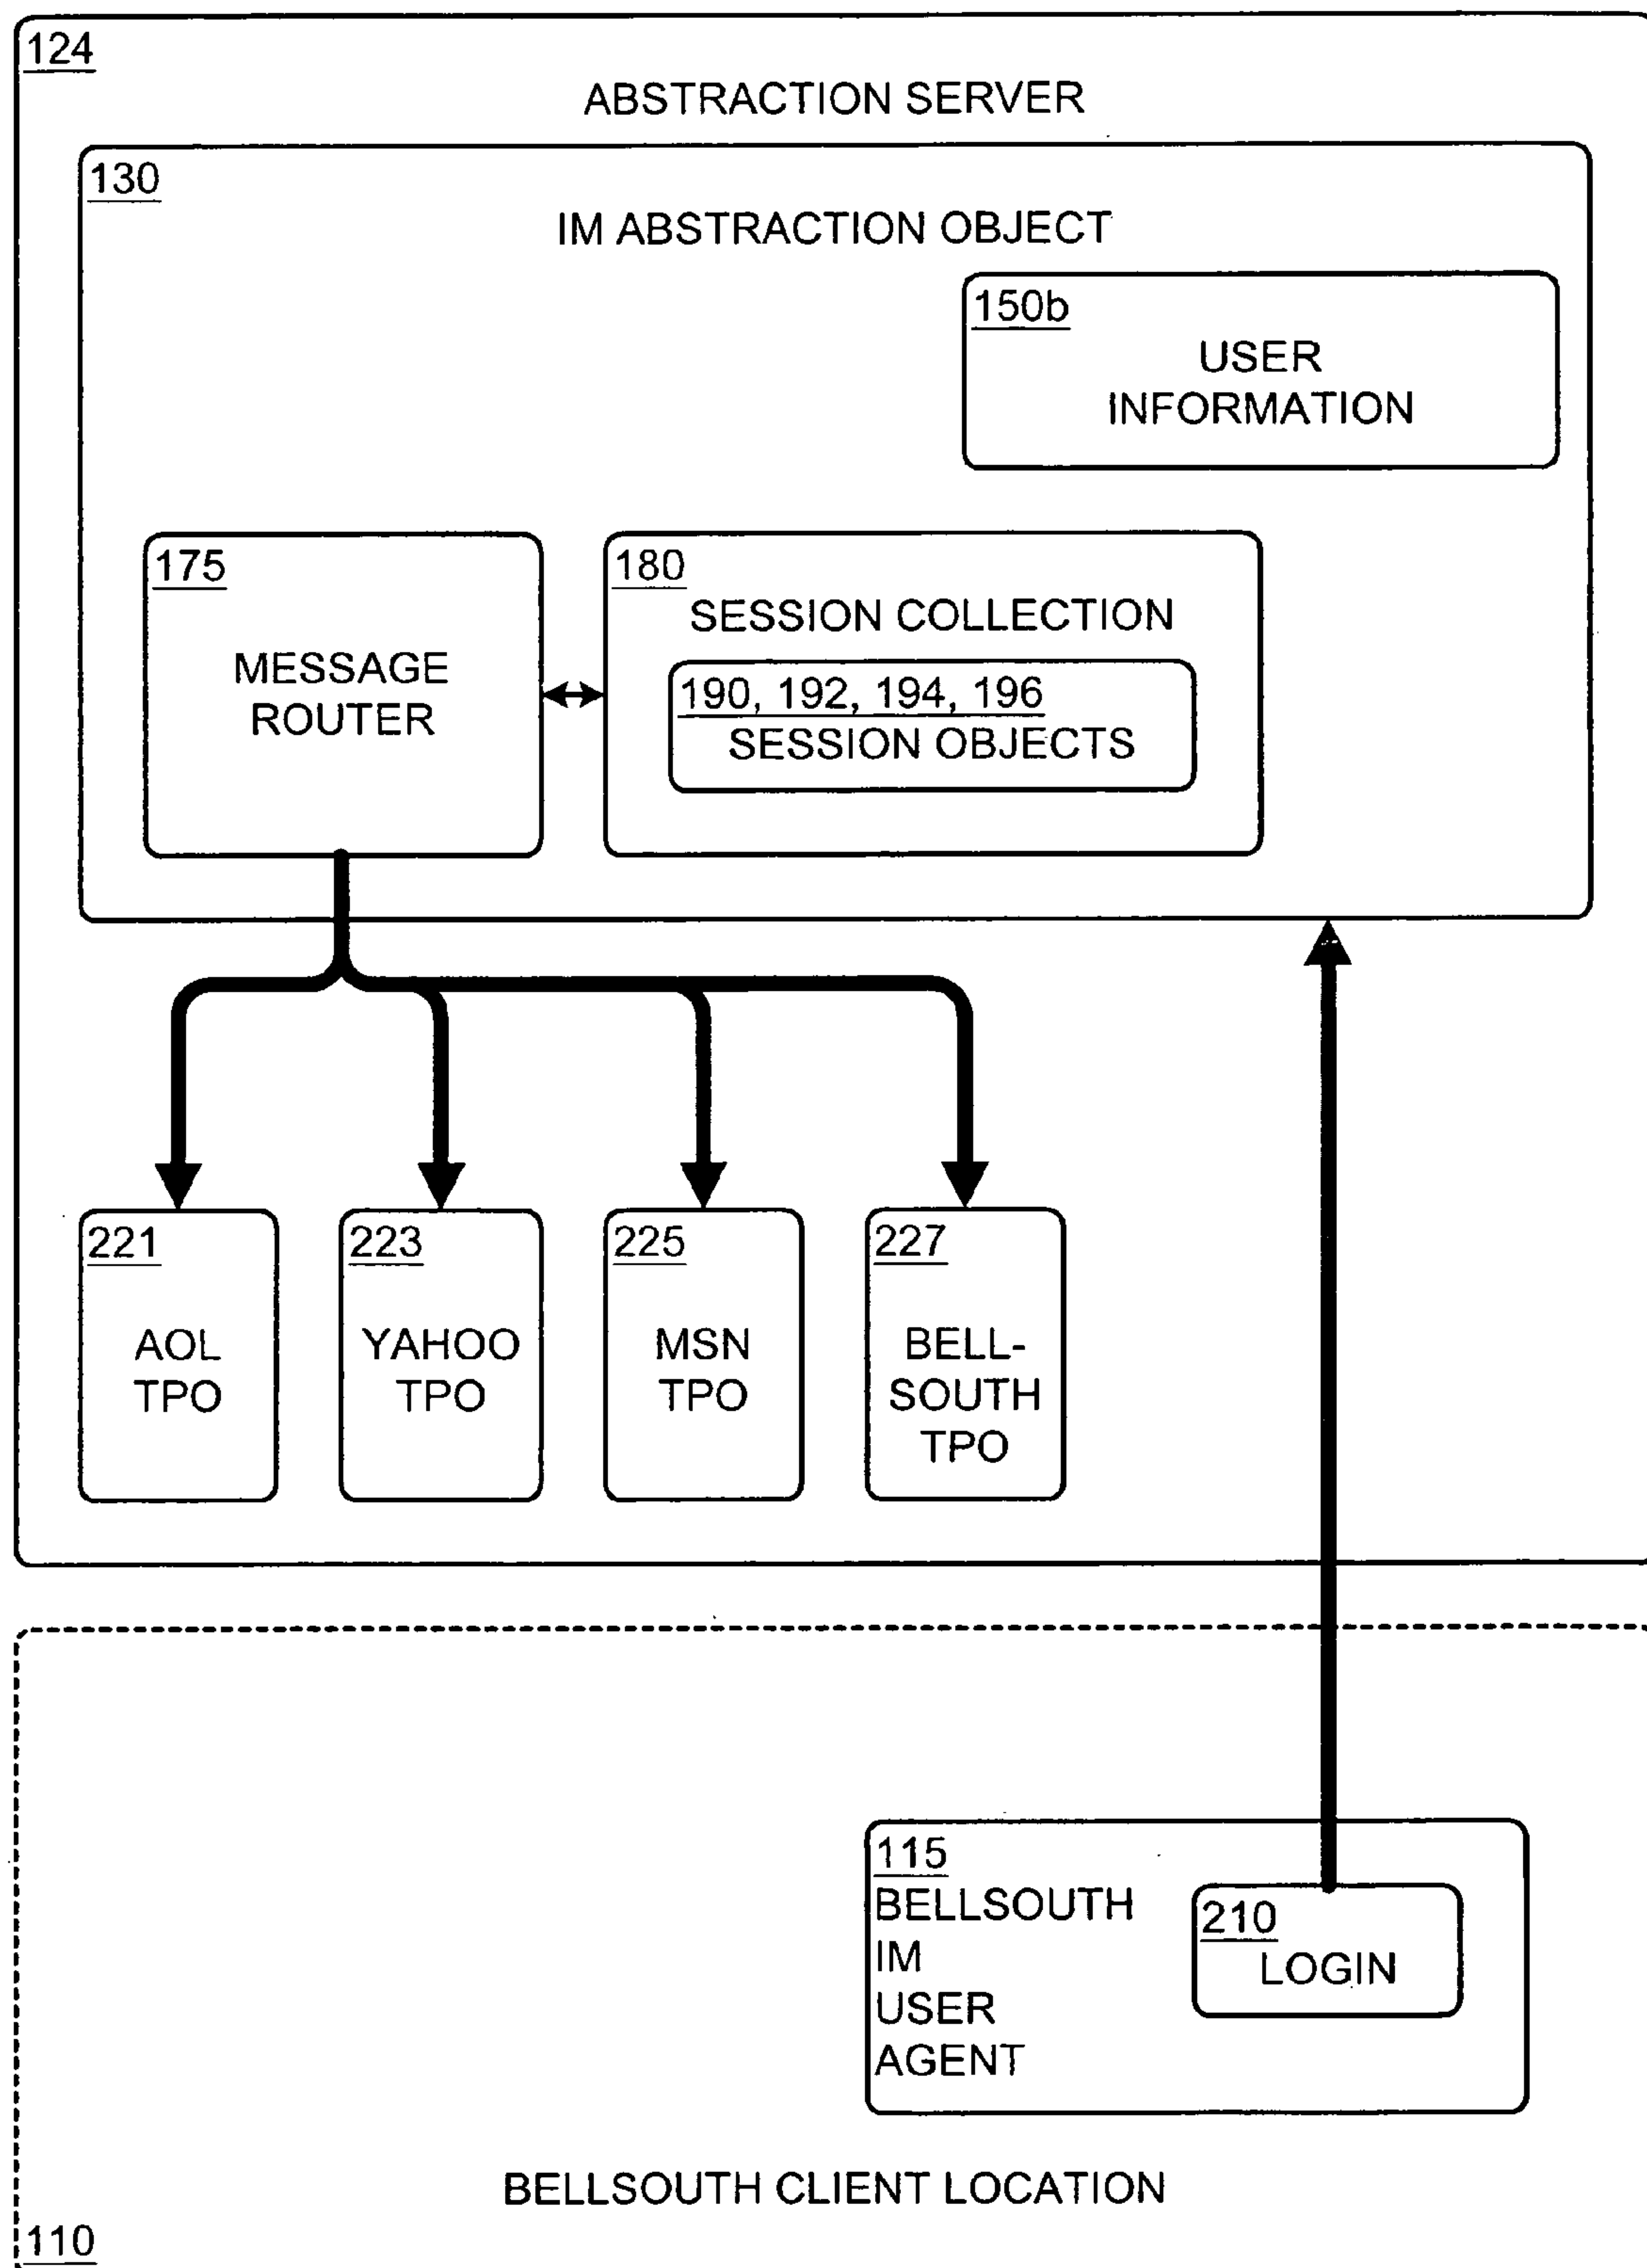 124
ABSTRACTION SERVER
130
IM ABSTRACTION OBJECT
150b
USER
INFORMATION
175
MESSAGE
ROUTER
180
SESSION COLLECTION
190, 192, 194, 196
SESSION OBJECTS
221
AOL
TPO
223
YAHOO
TPO
225
MSN
TPO
227
BELL-
SOUTH
TPO
115
BELLSOUTH
IM
USER
AGENT
210
LOGIN
BELLSOUTH CLIENT LOCATION
110